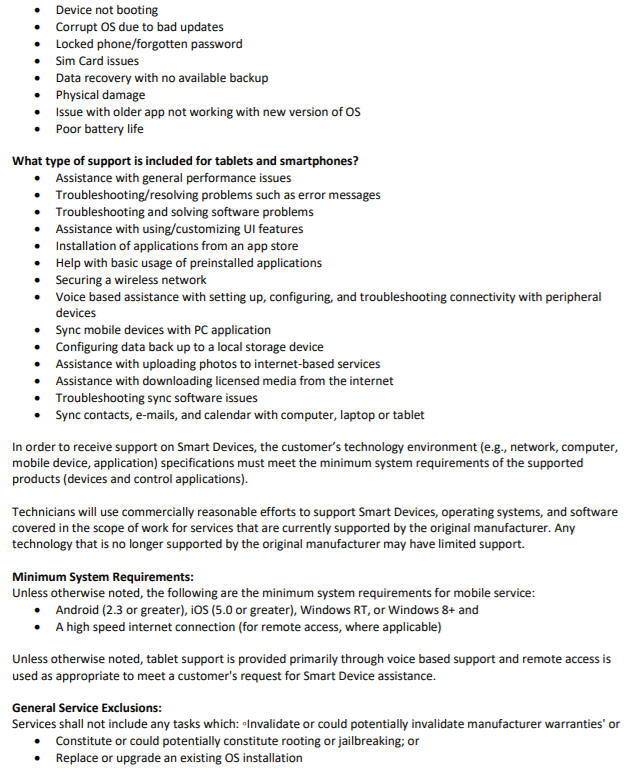 • Device not booting
• Corrupt OS due to bad updates
• Locked phone/forgotten password
• Sim Card issues
• Data recovery with no available backup
• Physical damage
• Issue with older app not working with new version of OS
• Poor battery life
What type of support is included for tablets and smartphones?
• Assistance with general performance issues
• Troubleshooting/resolving problems such as error messages
• Troubleshooting and solving software problems
• Assistance with using/customizing UI features
• Installation of applications from an app store
• Help with basic usage of preinstalled applications
• Securing a wireless network
• Voice based assistance with setting up, configuring, and troubleshooting connectivity with peripheral
devices
• Sync mobile devices with PC application
• Configuring data back up to a local storage device
• Assistance with uploading photos to internet-based services
• Assistance with downloading licensed media from the internet
• Troubleshooting sync software issues
• Sync contacts, e-mails, and calendar with computer, laptop or tablet
In order to receive support on Smart Devices, the customer's technology environment (e.g., network, computer,
mobile device, application) specifications must meet the minimum system requirements of the supported
products (devices and control applications).
Technicians will use commercially reasonable efforts to support Smart Devices, operating systems, and software
covered in the scope of work for services that are currently supported by the original manufacturer. Any
technology that is no longer supported by the original manufacturer may have limited support.
Minimum System Requirements:
Unless otherwise noted, the following are the minimum system requirements for mobile service:
• Android (2.3 or greater), iOS (5.0 or greater), Windows RT, or Windows 8+ and
• A high speed internet connection (for remote access, where applicable)
Unless otherwise noted, tablet support is provided primarily through voice based support and remote access is
used as appropriate to meet a customer's request for Smart Device assistance.
General Service Exclusions:
Services shall not include any tasks which: ◦Invalidate or could potentially invalidate manufacturer warranties' or
• Constitute or could potentially constitute rooting or jailbreaking; or
• Replace or upgrade an existing OS installation